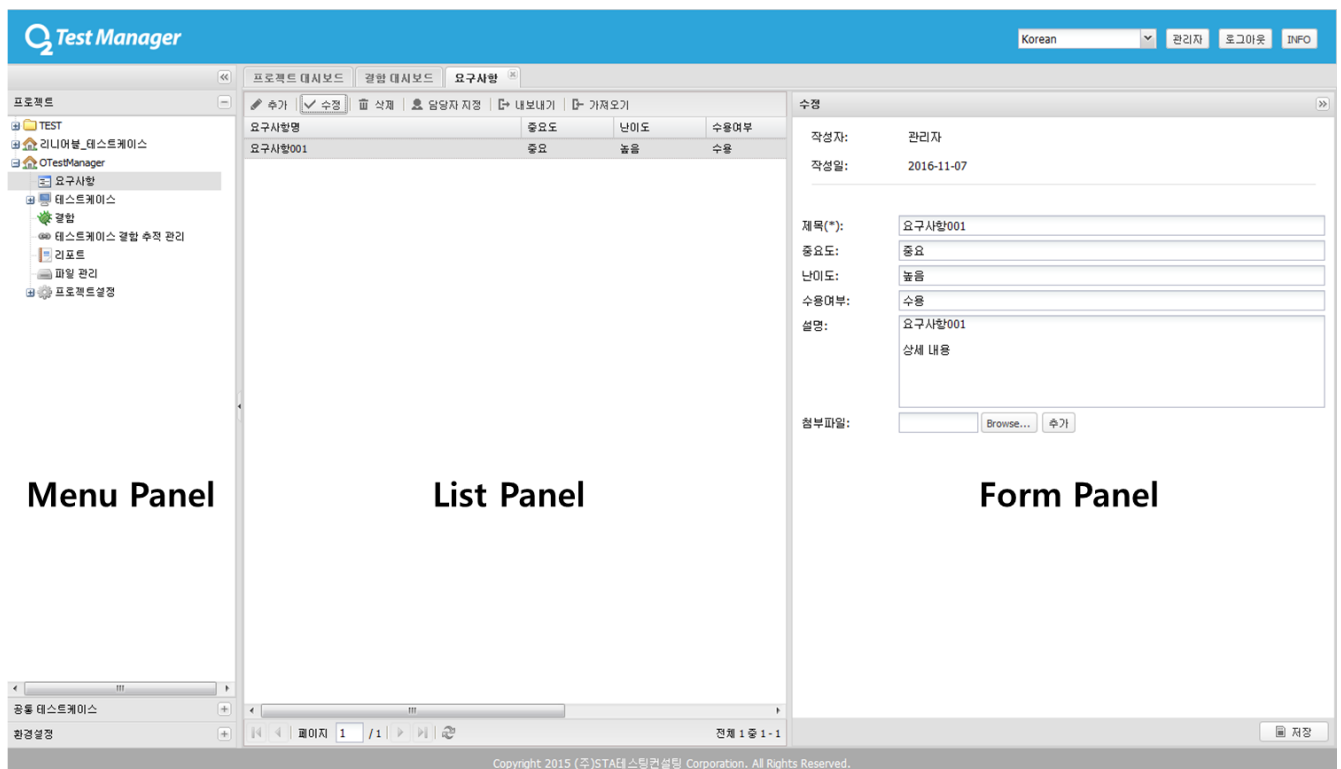 O2 Test Manager
Korean 관리자 로그아웃 INFO
프로젝트 대시보드 결함 대시보드 요구사항
프로젝트
TEST
리니어뷰_테스트케이스
OTestManager
요구사항
테스트케이스
결함
테스트케이스 결함 추적 관리
리포트
파일 관리
프로젝트설정
Menu Panel
공통 테스트케이스
환경설정
추가 수정 삭제 담당자 지정 내보내기 가져오기
요구사항명 중요도 난이도 수용여부
요구사항001 중요 높음 수용
List Panel
페이지 1 / 1 전체 1 중 1 - 1
수정
작성자: 관리자
작성일: 2016-11-07
제목(*): 요구사항001
중요도: 중요
난이도: 높음
수용여부: 수용
설명: 요구사항001
상세 내용
첨부파일: Browse... 추가
Form Panel
저장
Copyright 2015 (주)STA테스팅컨설팅 Corporation. All Rights Reserved.